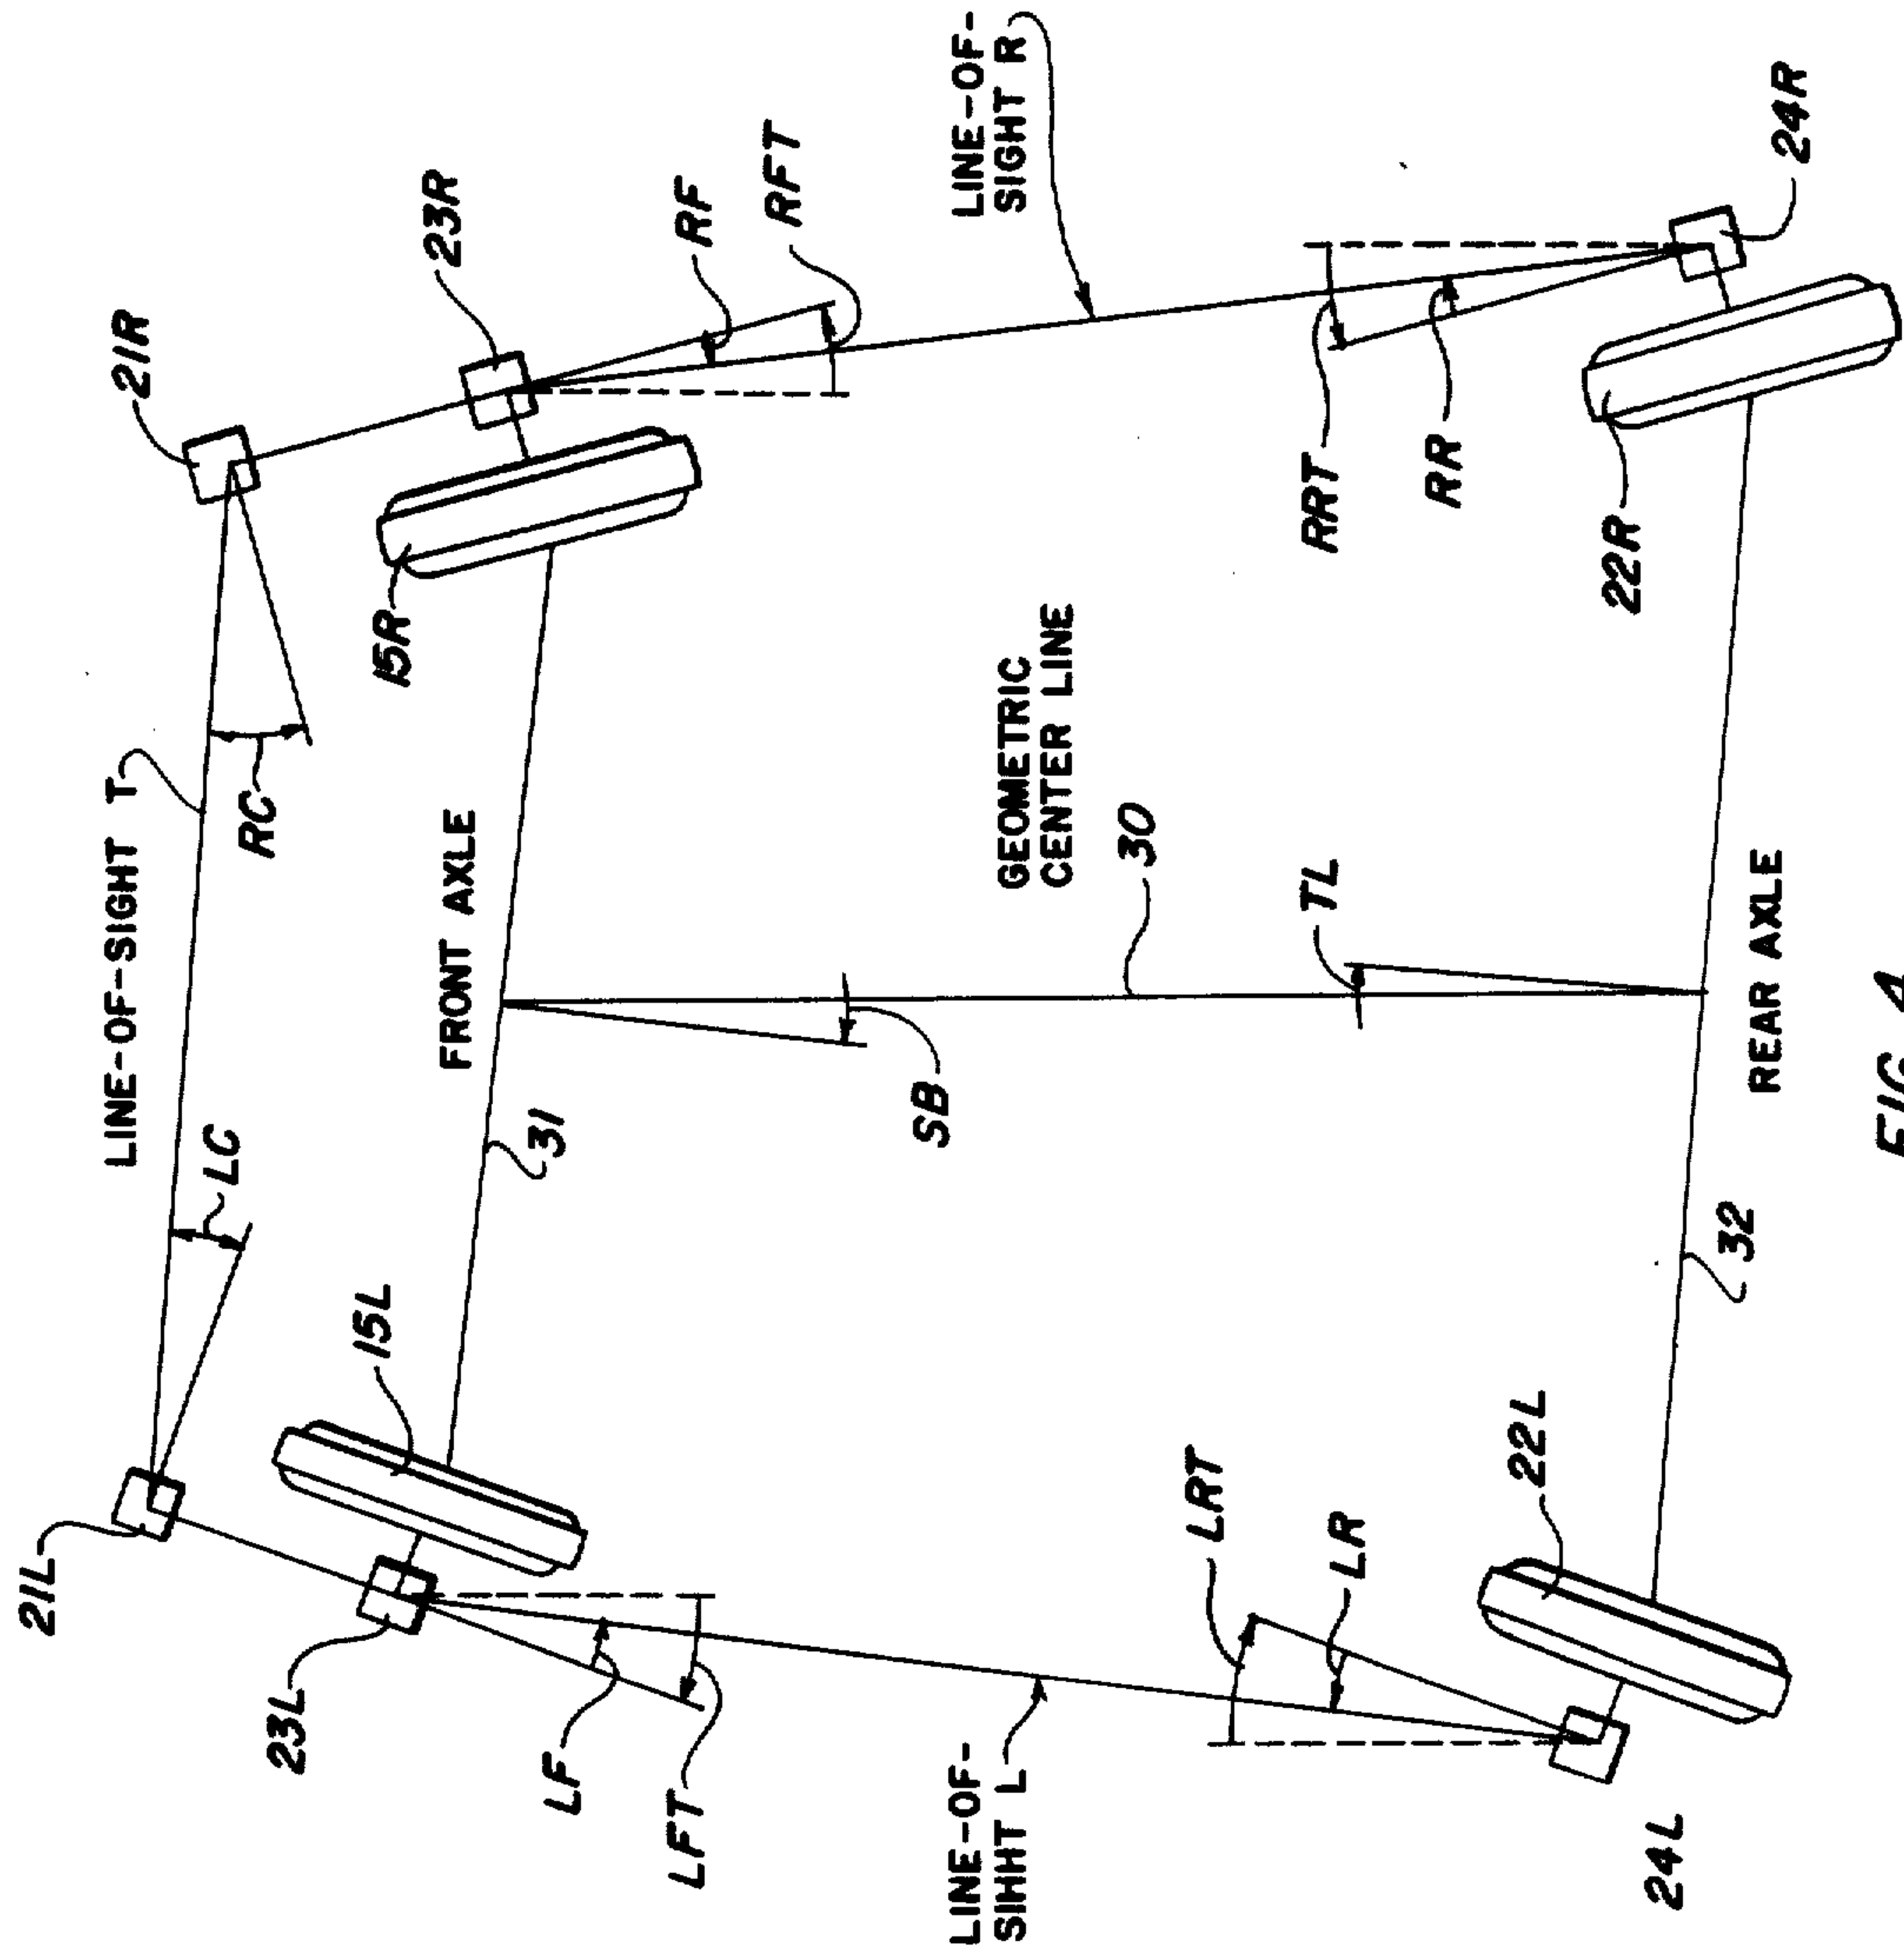 21L
LINE-OF-SIGHT T
21R
LC
RC
23L
15L
FRONT AXLE
15R
23R
31
LF
LFT
RF
RFT
SB
LINE-OF-
SIHHT L
GEOMETRIC
CENTER LINE
30
LINE-OF-
SIGHT R
LRT
LR
TL
RRT
RR
22L
22R
24L
24R
32
REAR AXLE
FIG. 4